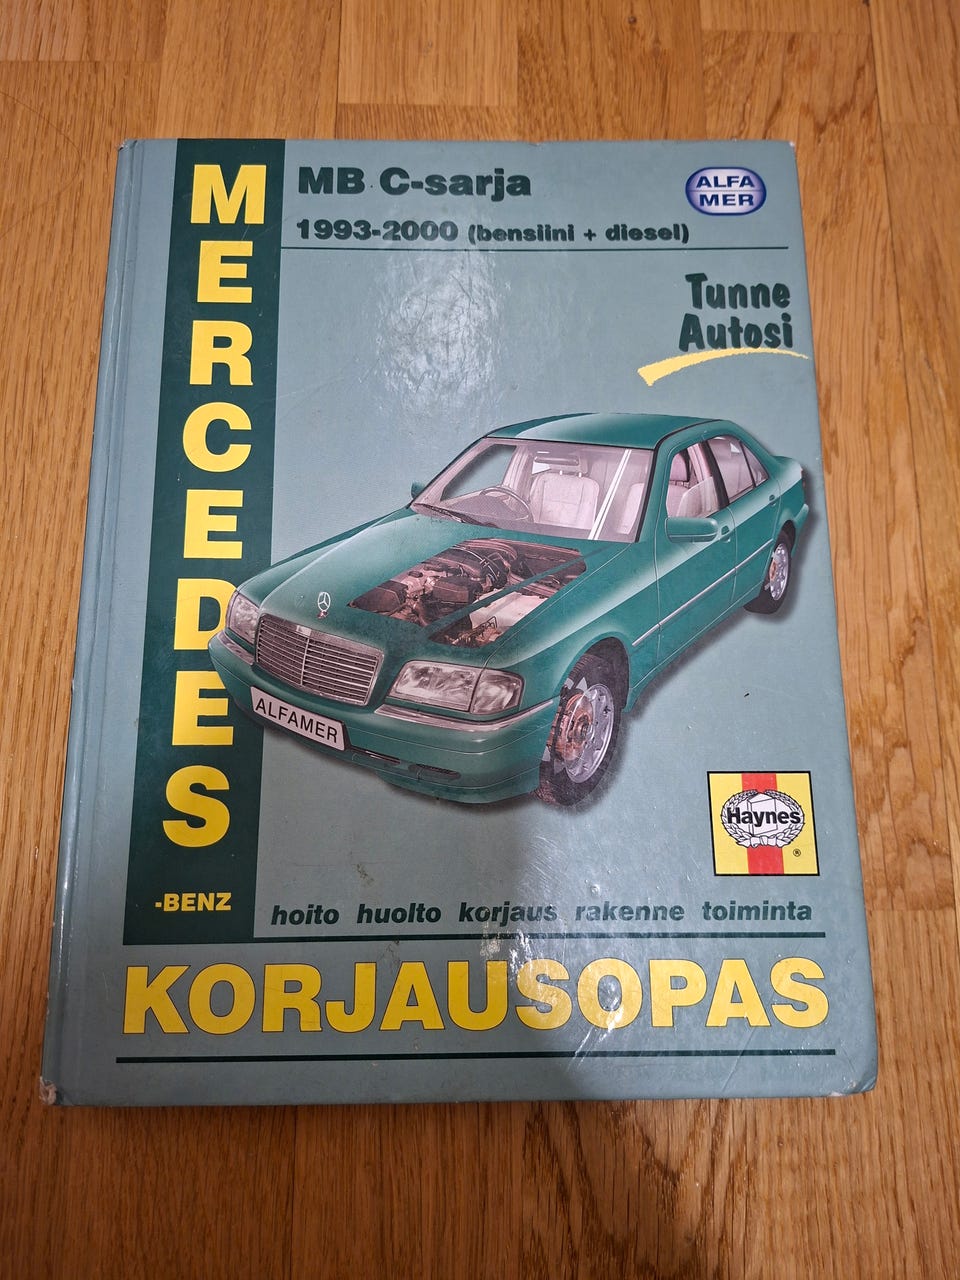 MERCEDES
-BENZ
MB C-sarja
1993-2000 (bensiini + diesel)
ALFA
MER
Tunne
Autosi
ALFAMER
Haynes
®
hoito huolto korjaus rakenne toiminta
KORJAUSOPAS